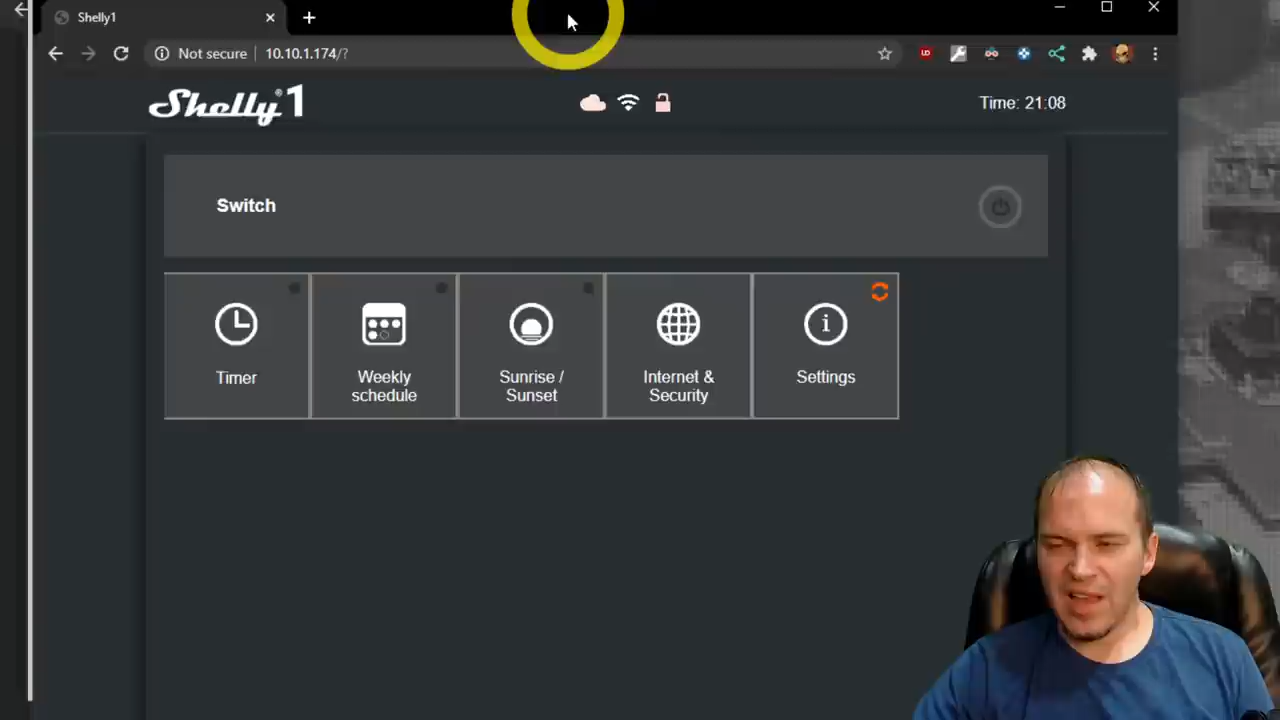 Shelly1
Not secure
10.10.1.174/?
Shelly®1
Time: 21:08
Switch
Timer
Weekly
schedule
Sunrise /
Sunset
Internet &
Security
Settings